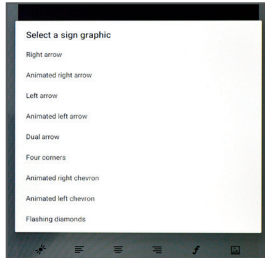 Select a sign graphic
Right arrow
Animated right arrow
Left arrow
Animated left arrow
Dual arrow
Four corners
Animated right chevron
Animated left chevron
Flashing diamonds